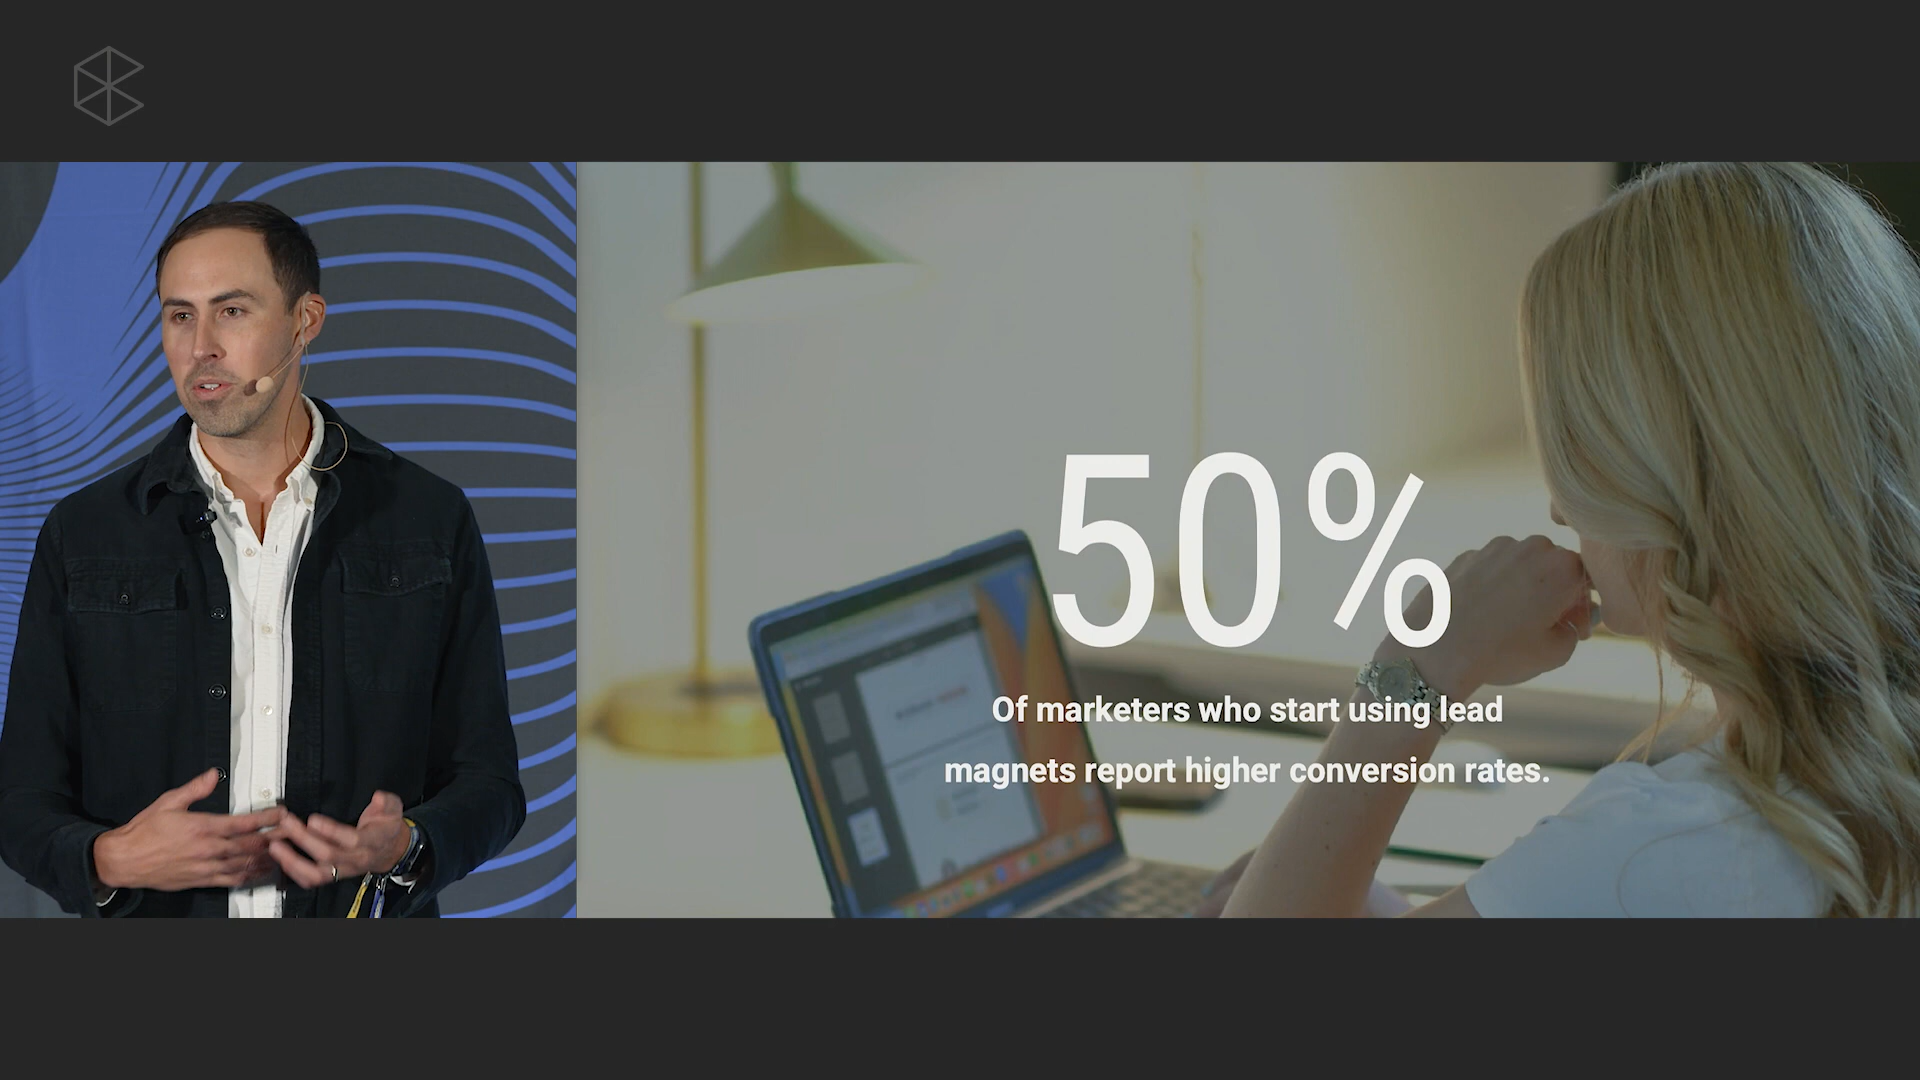 50%
Of marketers who start using lead
magnets report higher conversion rates.